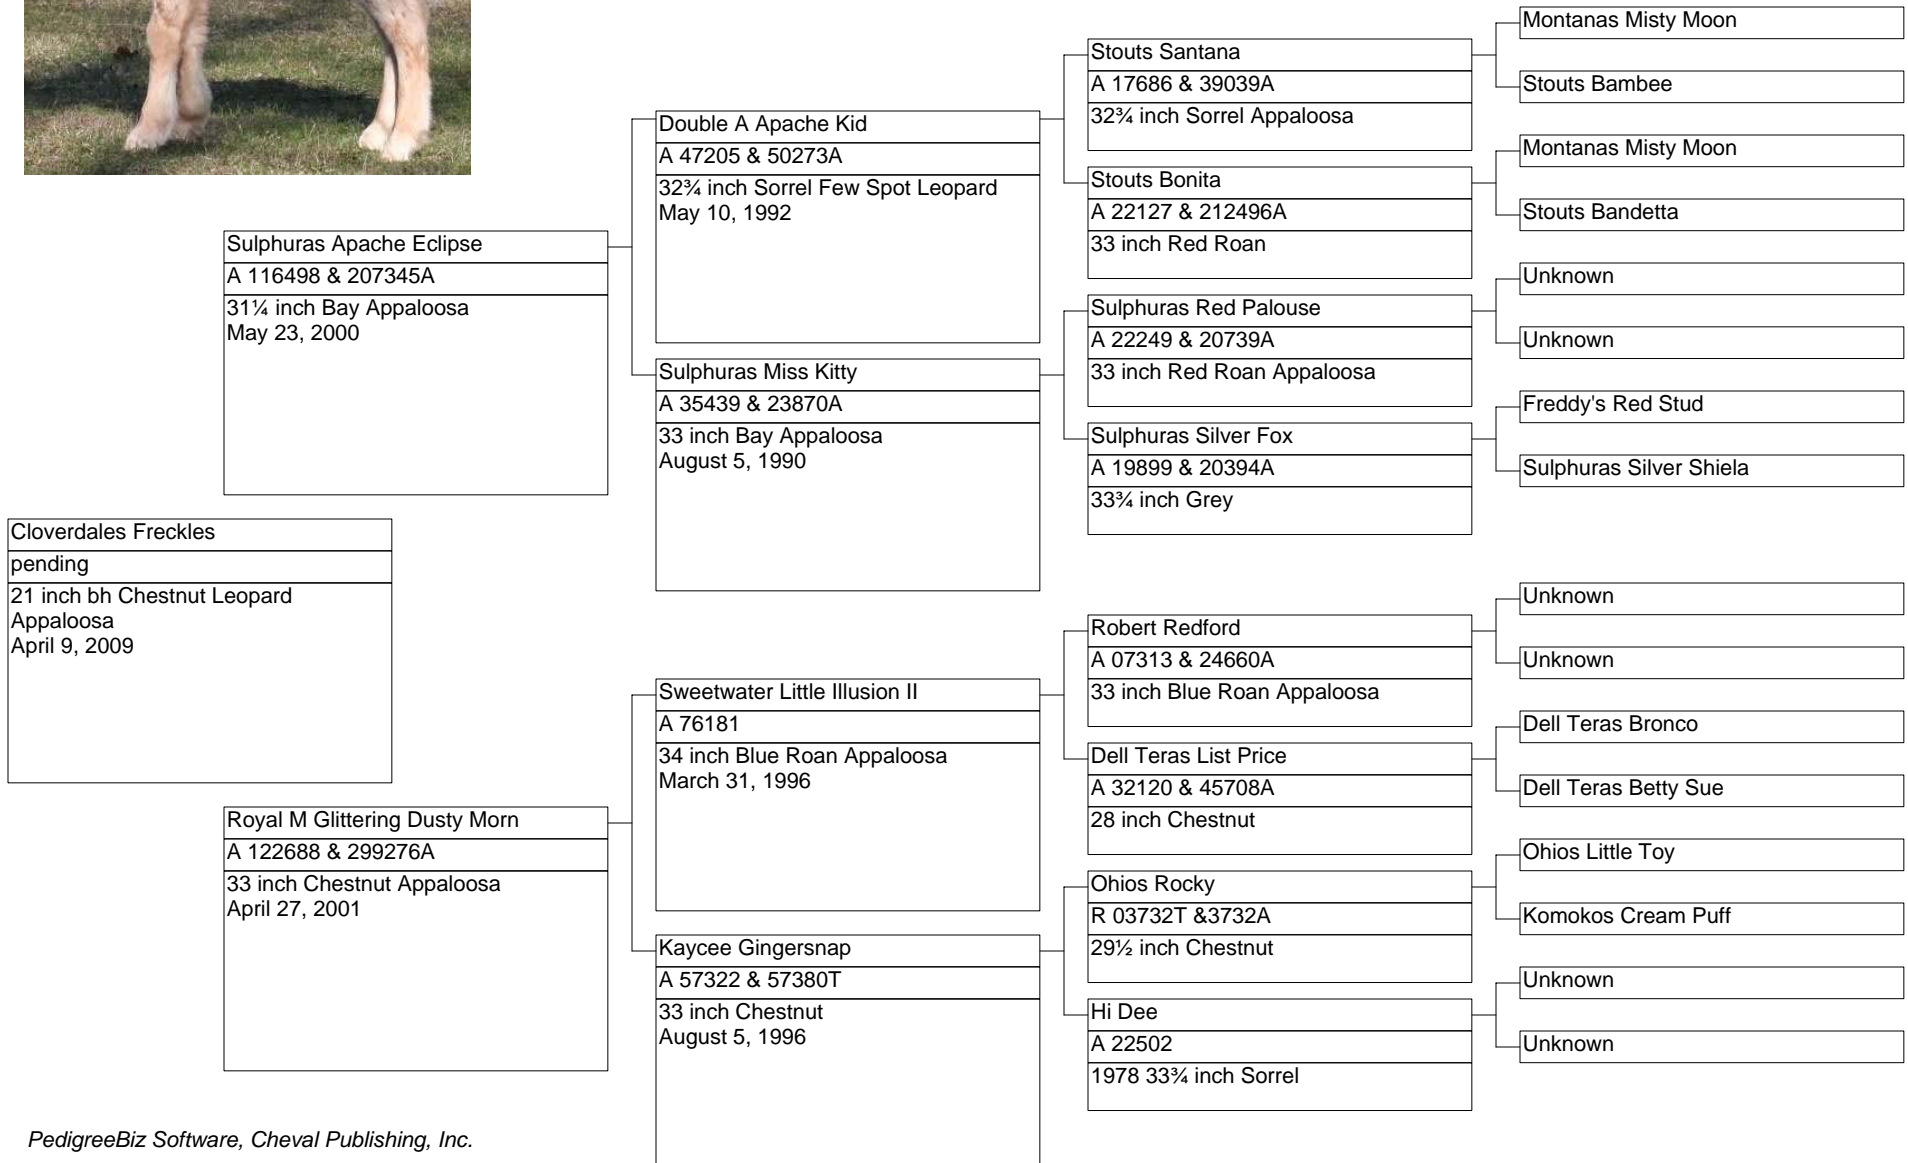 Cloverdales Freckles
pending
21 inch bh Chestnut Leopard
Appaloosa
April 9, 2009
Sulphuras Apache Eclipse
A 116498 & 207345A
31¼ inch Bay Appaloosa
May 23, 2000
Royal M Glittering Dusty Morn
A 122688 & 299276A
33 inch Chestnut Appaloosa
April 27, 2001
Double A Apache Kid
A 47205 & 50273A
32¾ inch Sorrel Few Spot Leopard
May 10, 1992
Sulphuras Miss Kitty
A 35439 & 23870A
33 inch Bay Appaloosa
August 5, 1990
Sweetwater Little Illusion II
A 76181
34 inch Blue Roan Appaloosa
March 31, 1996
Kaycee Gingersnap
A 57322 & 57380T
33 inch Chestnut
August 5, 1996
Stouts Santana
A 17686 & 39039A
32¾ inch Sorrel Appaloosa
Stouts Bonita
A 22127 & 212496A
33 inch Red Roan
Sulphuras Red Palouse
A 22249 & 20739A
33 inch Red Roan Appaloosa
Sulphuras Silver Fox
A 19899 & 20394A
33¾ inch Grey
Robert Redford
A 07313 & 24660A
33 inch Blue Roan Appaloosa
Dell Teras List Price
A 32120 & 45708A
28 inch Chestnut
Ohios Rocky
R 03732T &3732A
29½ inch Chestnut
Hi Dee
A 22502
1978 33¾ inch Sorrel
Montanas Misty Moon
Stouts Bambee
Montanas Misty Moon
Stouts Bandetta
Unknown
Unknown
Freddy's Red Stud
Sulphuras Silver Shiela
Unknown
Unknown
Dell Teras Bronco
Dell Teras Betty Sue
Ohios Little Toy
Komokos Cream Puff
Unknown
Unknown
PedigreeBiz Software, Cheval Publishing, Inc.